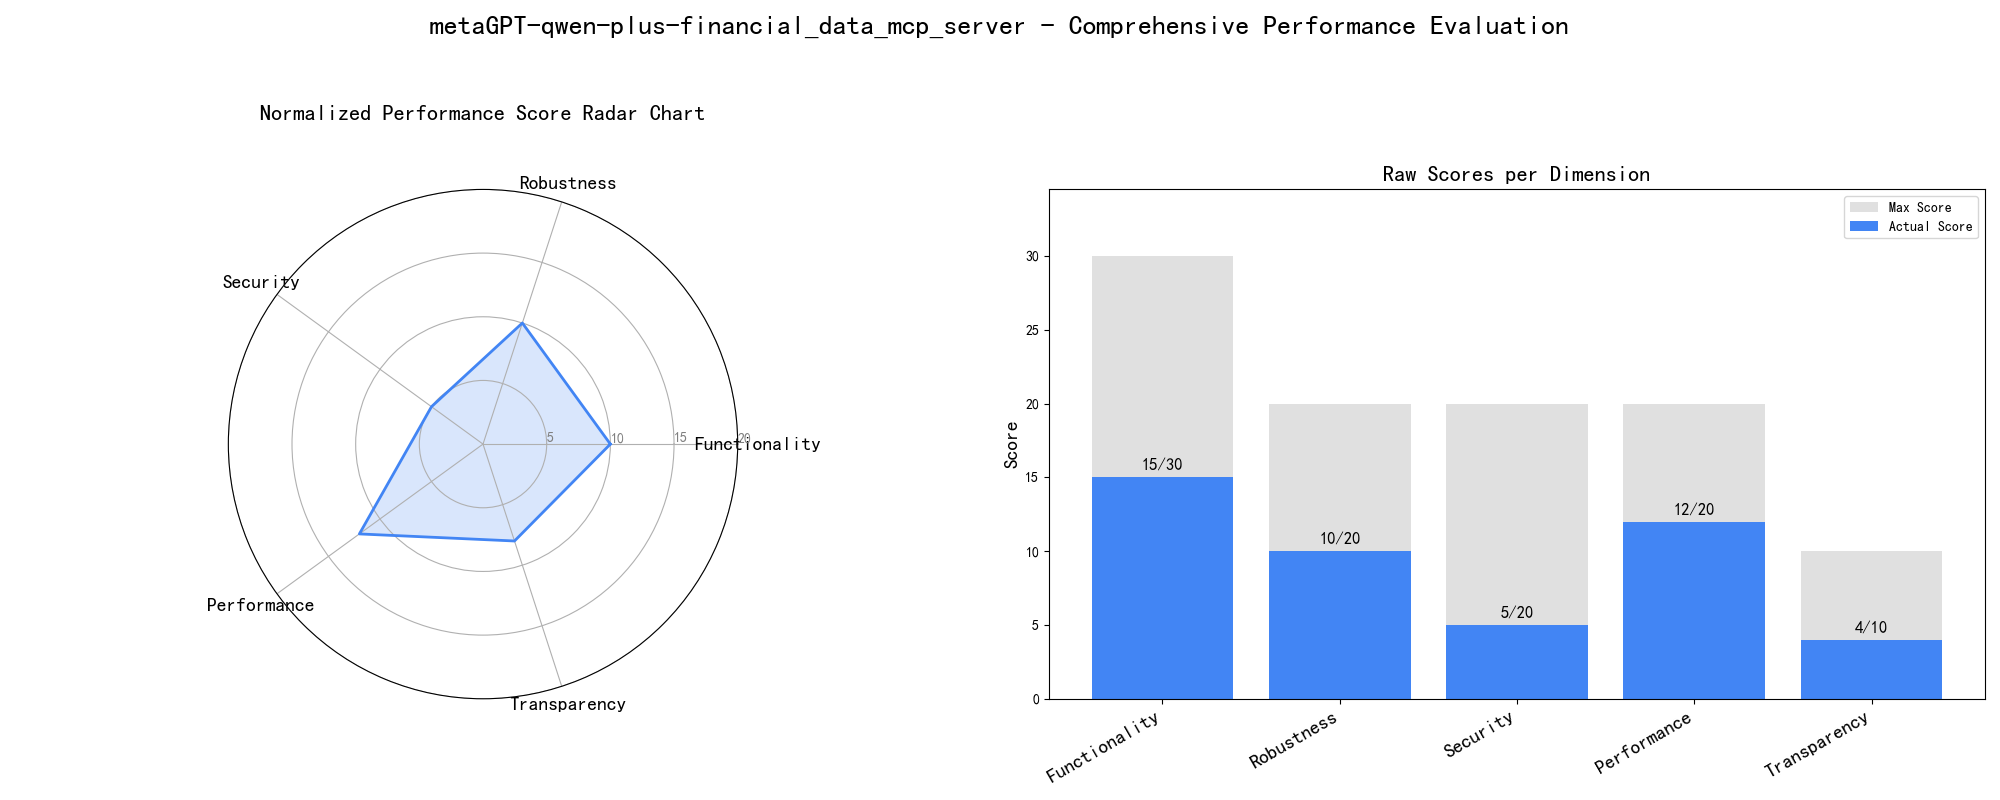 metaGPT-qwen-plus-financial_data_mcp_server - Comprehensive Performance Evaluation
Normalized Performance Score Radar Chart
Robustness
Security
5
10
15
20
Functionality
Performance
Transparency
Raw Scores per Dimension
Max Score
Actual Score
Score
30
25
20
15
10
5
0
15/30
10/20
5/20
12/20
4/10
Functionality
Robustness
Security
Performance
Transparency